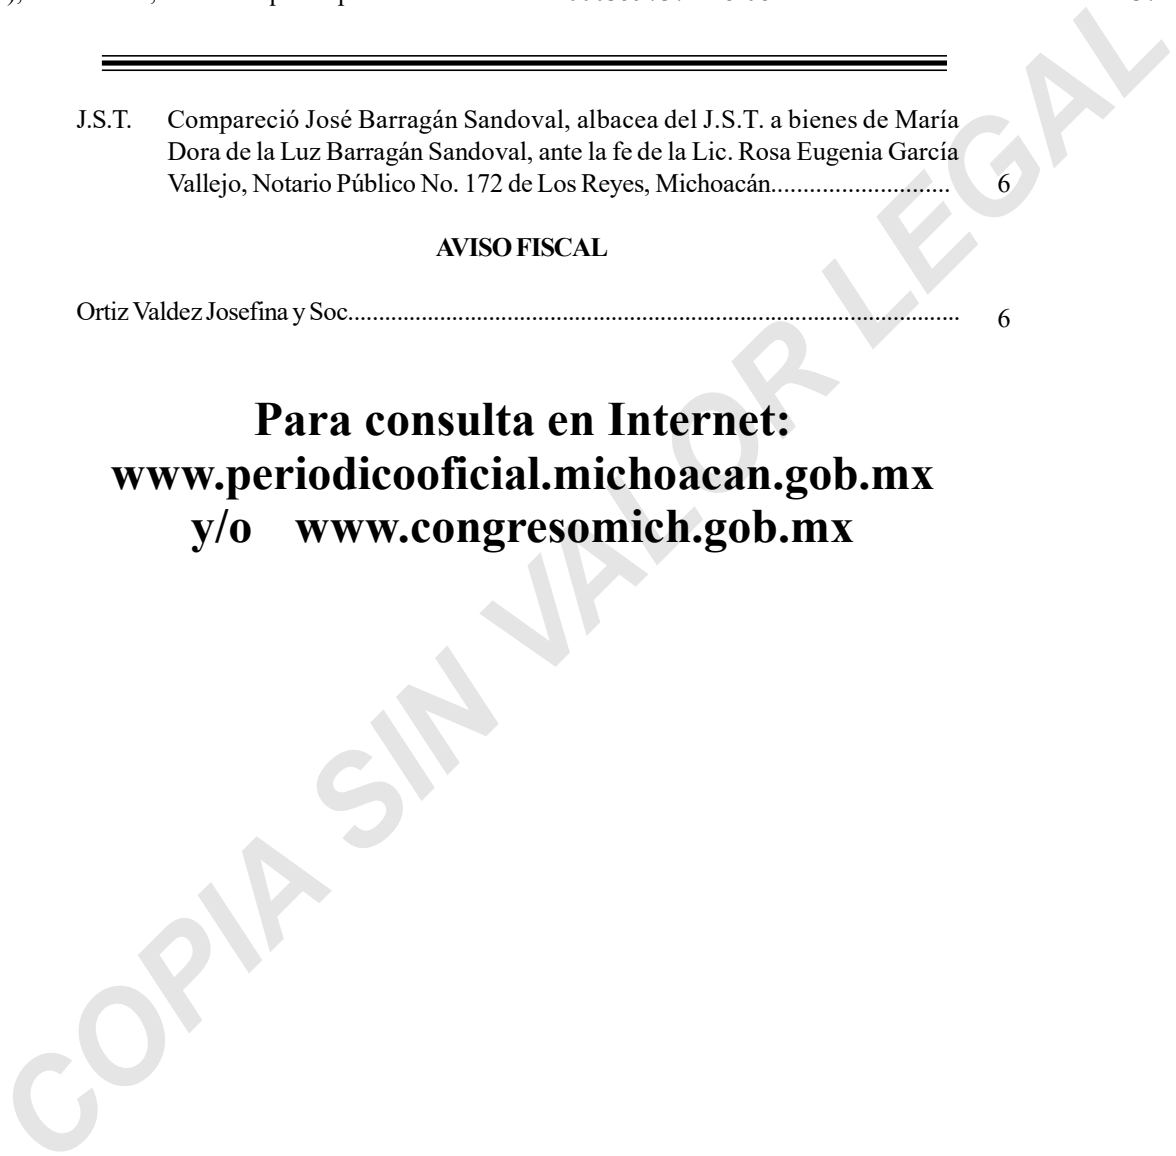 J.S.T. Compareció José Barragán Sandoval, albacea del J.S.T. a bienes de María
Dora de la Luz Barragán Sandoval, ante la fe de la Lic. Rosa Eugenia García
Vallejo, Notario Público No. 172 de Los Reyes, Michoacán............................. 6
AVISO FISCAL
Ortiz Valdez Josefina y Soc.................................................................................................... 6
Para consulta en Internet:
www.periodicooficial.michoacan.gob.mx
y/o www.congresomich.gob.mx
COPIA SIN VALOR LEGAL